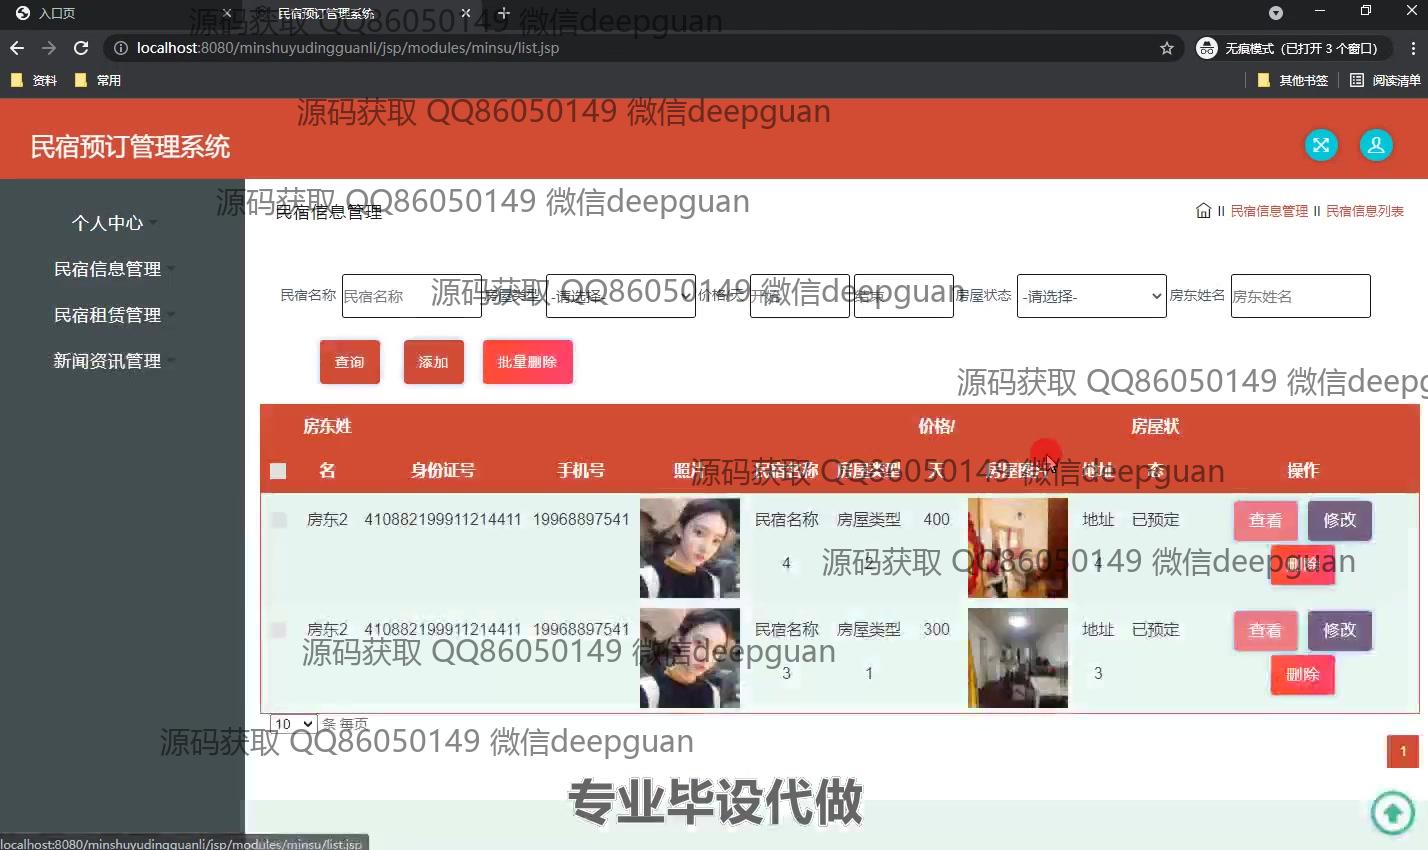 入口页
民宿预订管理系统
源码获取 QQ86050149 微信deepguan
localhost:8080/minshuyudingguanli/jsp/modules/minsu/list.jsp
无痕模式（已打开 3 个窗口）
资料
常用
其他书签
阅读清单
源码获取 QQ86050149 微信deepguan
民宿预订管理系统
个人中心
民宿信息管理
民宿租赁管理
新闻资讯管理
源码获取 QQ86050149 微信deepguan
民宿信息管理
II 民宿信息管理 II 民宿信息列表
民宿名称 民宿名称 房屋类型 -请选择- 价格/天 开始 结束 房屋状态 -请选择- 房东姓名 房东姓名
源码获取 QQ86050149 微信deepguan
查询 添加 批量删除
源码获取 QQ86050149 微信deepg
房东姓名 身份证号 手机号 照片 民宿名称 房屋类型 价格/天 房屋图片 地址 房屋状态 操作
源码获取 QQ86050149 微信deepguan
房东2 410882199911214411 19968897541 民宿名称4 房屋类型2 400 地址4 已预定 查看 修改 删除
源码获取 QQ86050149 微信deepguan
房东2 410882199911214411 19968897541 民宿名称3 房屋类型1 300 地址3 已预定 查看 修改 删除
源码获取 QQ86050149 微信deepguan
10 条 每页
源码获取 QQ86050149 微信deepguan
1
专业毕设代做
localhost:8080/minshuyudingguanli/jsp/modules/minsu/list.jsp